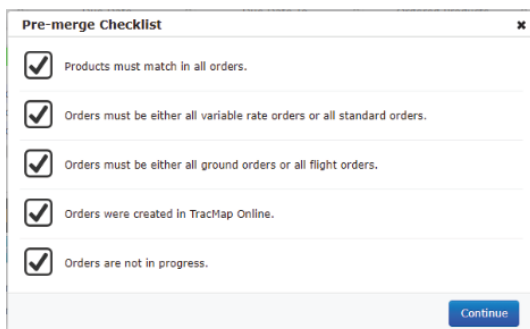 Pre-merge Checklist
Products must match in all orders.
Orders must be either all variable rate orders or all standard orders.
Orders must be either all ground orders or all flight orders.
Orders were created in TracMap Online.
Orders are not in progress.
Continue